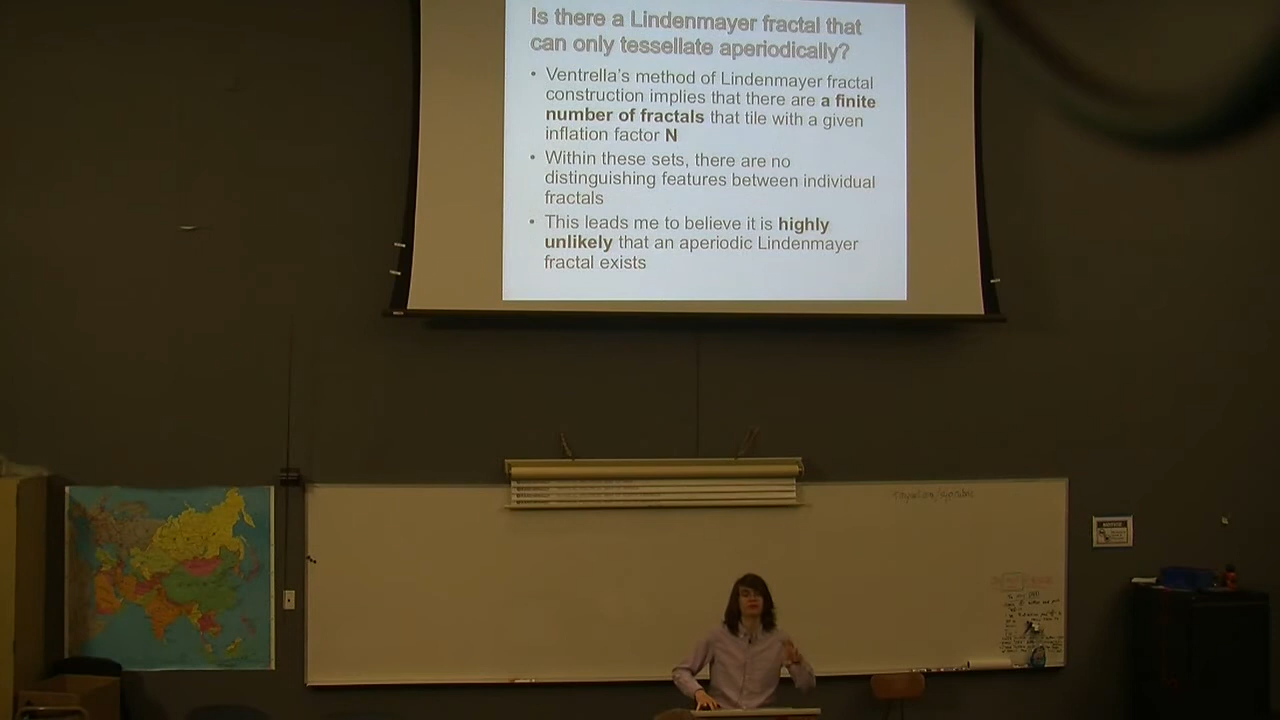 Is there a Lindenmayer fractal that
can only tessellate aperiodically?
• Ventrella's method of Lindenmayer fractal
construction implies that there are a finite
number of fractals that tile with a given
inflation factor N
• Within these sets, there are no
distinguishing features between individual
fractals
• This leads me to believe it is highly
unlikely that an aperiodic Lindenmayer
fractal exists
NOTICE